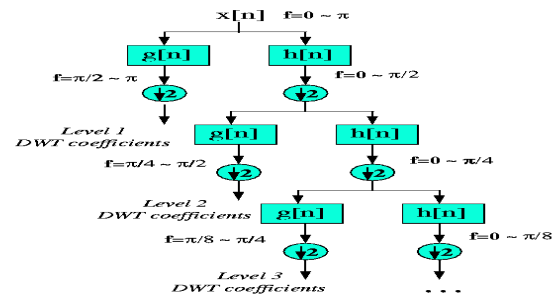 x[n] f=0 ~ π
g[n] h[n]
f=π/2 ~ π f=0 ~ π/2
↓2 ↓2
Level 1
DWT coefficients
g[n] h[n]
f=π/4 ~ π/2 f=0 ~ π/4
↓2 ↓2
Level 2
DWT coefficients
g[n] h[n]
f=π/8 ~ π/4 f=0 ~ π/8
↓2 ↓2
Level 3
DWT coefficients
. . .